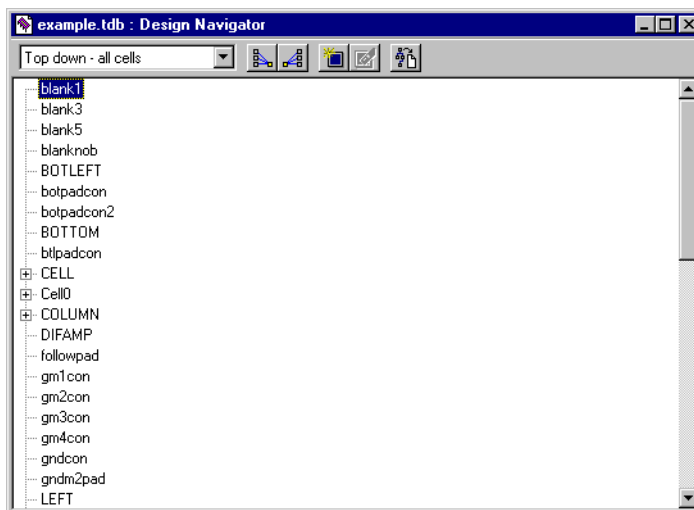 example.tdb : Design Navigator
Top down - all cells
blank1
blank3
blank5
blanknob
BOTLEFT
botpadcon
botpadcon2
BOTTOM
btlpadcon
CELL
Cell0
COLUMN
DIFAMP
followpad
gm1con
gm2con
gm3con
gm4con
gndcon
gndm2pad
LEFT